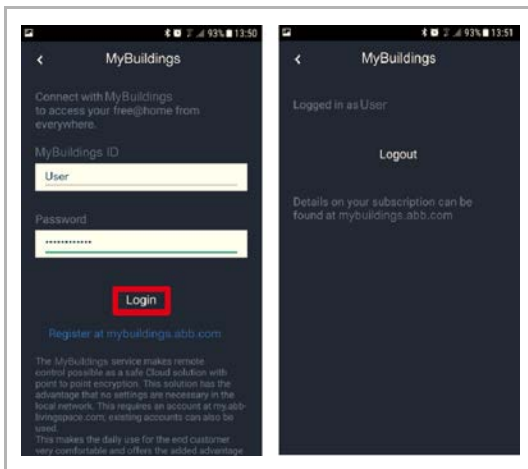 93% 13:50
MyBuildings
Connect with MyBuildings
to access your free@home from
everywhere.
MyBuildings ID
User
Password
············
Login
Register at mybuildings.abb.com
The MyBuildings service makes remote
control possible as a safe Cloud solution with
point to point encryption. This solution has the
advantage that no settings are necessary in the
local network. This requires an account at my.abb-
livingspace.com; existing accounts can also be
used.
This makes the daily use for the end customer
very comfortable and offers the added advantage
93% 13:51
MyBuildings
Logged in as User
Logout
Details on your subscription can be
found at mybuildings.abb.com